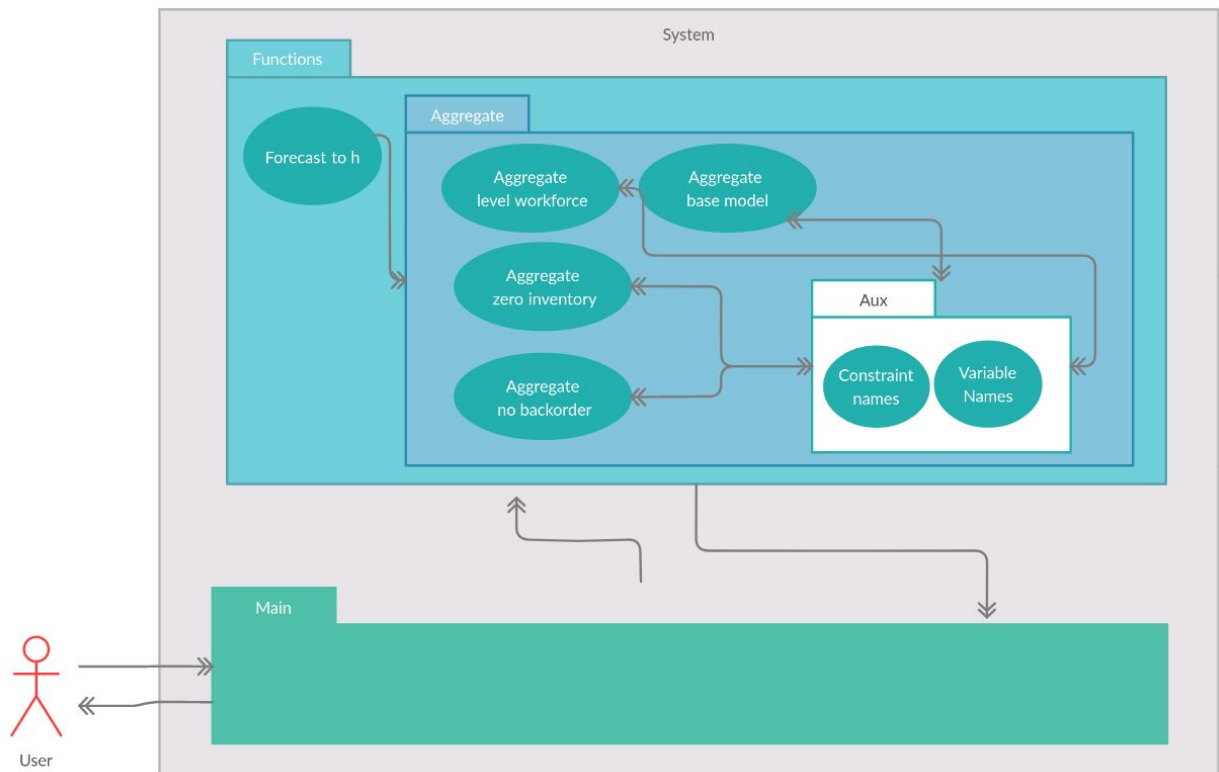 System
Functions
Aggregate
Forecast to h
Aggregate
level workforce
Aggregate
base model
Aggregate
zero inventory
Aux
Constraint
names
Variable
Names
Aggregate
no backorder
Main
User